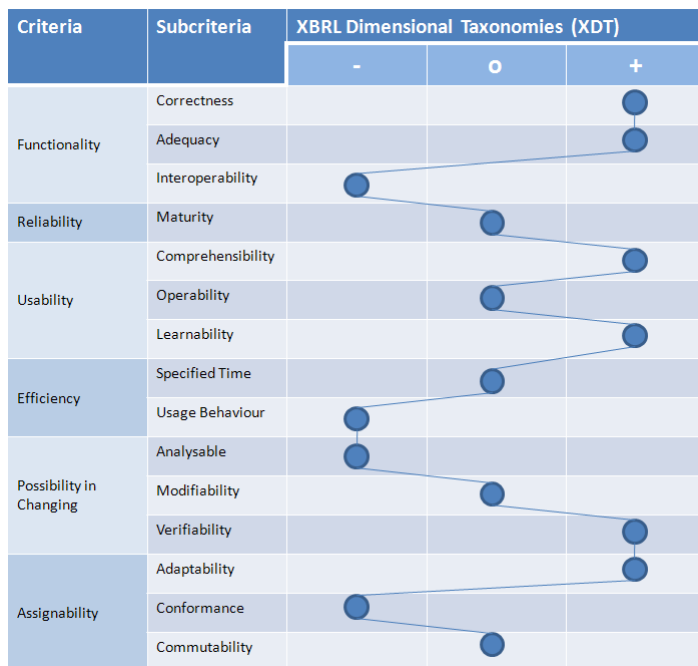 Criteria Subcriteria XBRL Dimensional Taxonomies (XDT)
- o +
Functionality
Correctness
Adequacy
Interoperability
Reliability
Maturity
Usability
Comprehensibility
Operability
Learnability
Efficiency
Specified Time
Usage Behaviour
Possibility in
Changing
Analysable
Modifiability
Verifiability
Assignability
Adaptability
Conformance
Commutability